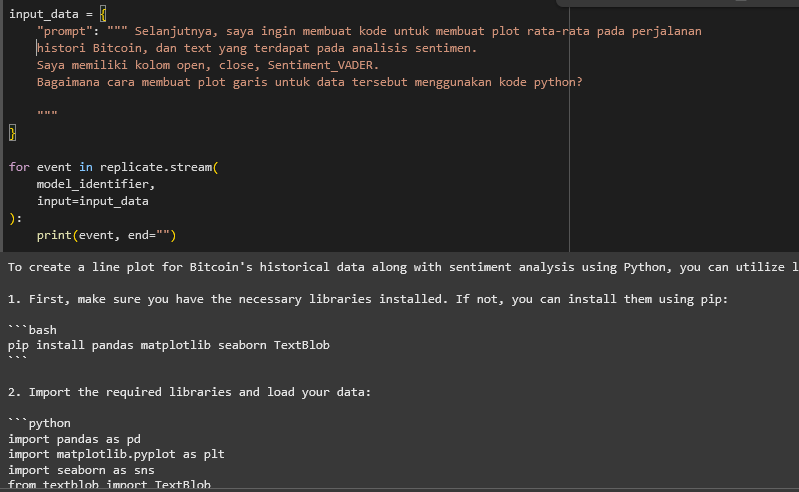 input_data = {
"prompt": """ Selanjutnya, saya ingin membuat kode untuk membuat plot rata-rata pada perjalanan
histori Bitcoin, dan text yang terdapat pada analisis sentimen.
Saya memiliki kolom open, close, Sentiment_VADER.
Bagaimana cara membuat plot garis untuk data tersebut menggunakan kode python?
"""
}
for event in replicate.stream(
model_identifier,
input=input_data
):
print(event, end="")
To create a line plot for Bitcoin's historical data along with sentiment analysis using Python, you can utilize l
1. First, make sure you have the necessary libraries installed. If not, you can install them using pip:
```bash
pip install pandas matplotlib seaborn TextBlob
```
2. Import the required libraries and load your data:
```python
import pandas as pd
import matplotlib.pyplot as plt
import seaborn as sns
from textblob import TextBlob